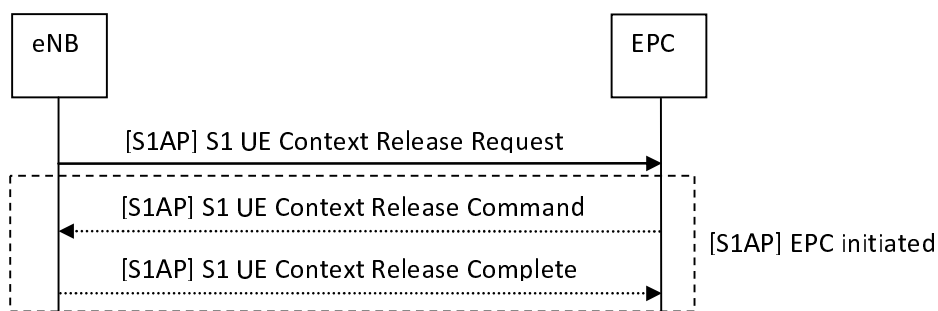 eNB
EPC
[S1AP] S1 UE Context Release Request
[S1AP] S1 UE Context Release Command
[S1AP] EPC initiated
[S1AP] S1 UE Context Release Complete